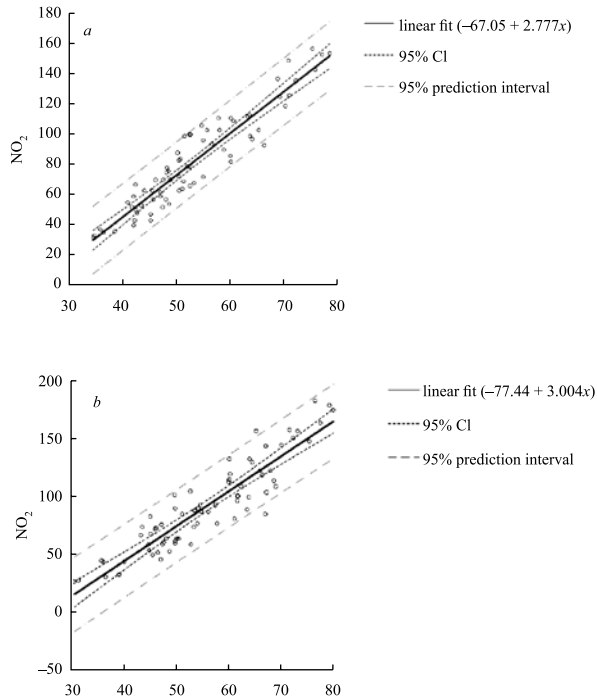 180
a
linear fit (–67.05 + 2.777x)
160
95% Cl
140
95% prediction interval
120
100
NO2
80
60
40
20
0
30 40 50 60 70 80
200
b
linear fit (–77.44 + 3.004x)
95% Cl
150
95% prediction interval
100
NO2
50
0
–50
30 40 50 60 70 80